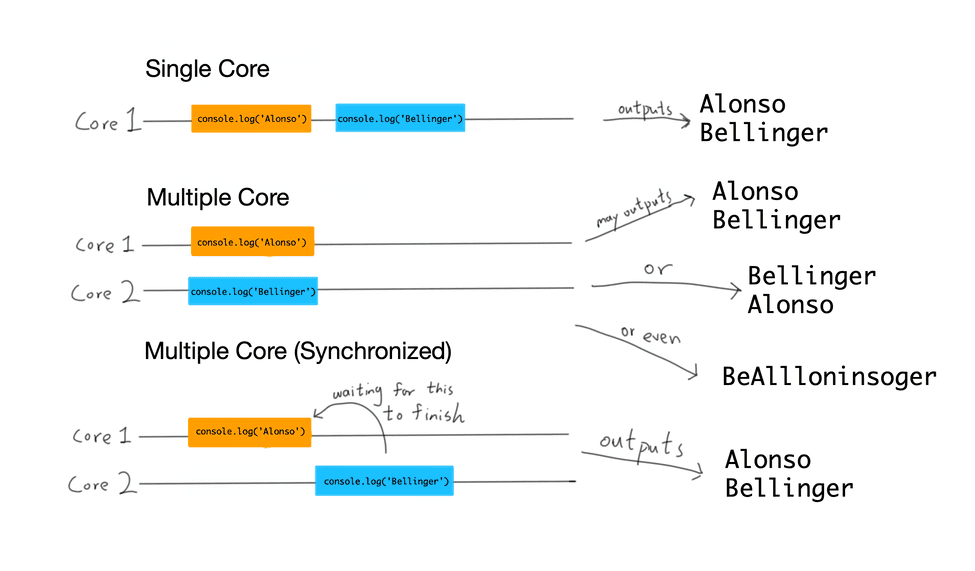 Single Core
Core 1
console.log('Alonso')
console.log('Bellinger')
outputs
Alonso
Bellinger
Multiple Core
Core 1
console.log('Alonso')
Core 2
console.log('Bellinger')
may outputs
Alonso
Bellinger
or
Bellinger
Alonso
or even
BeAllloninsoger
Multiple Core (Synchronized)
waiting for this
to finish
Core 1
console.log('Alonso')
Core 2
console.log('Bellinger')
outputs
Alonso
Bellinger